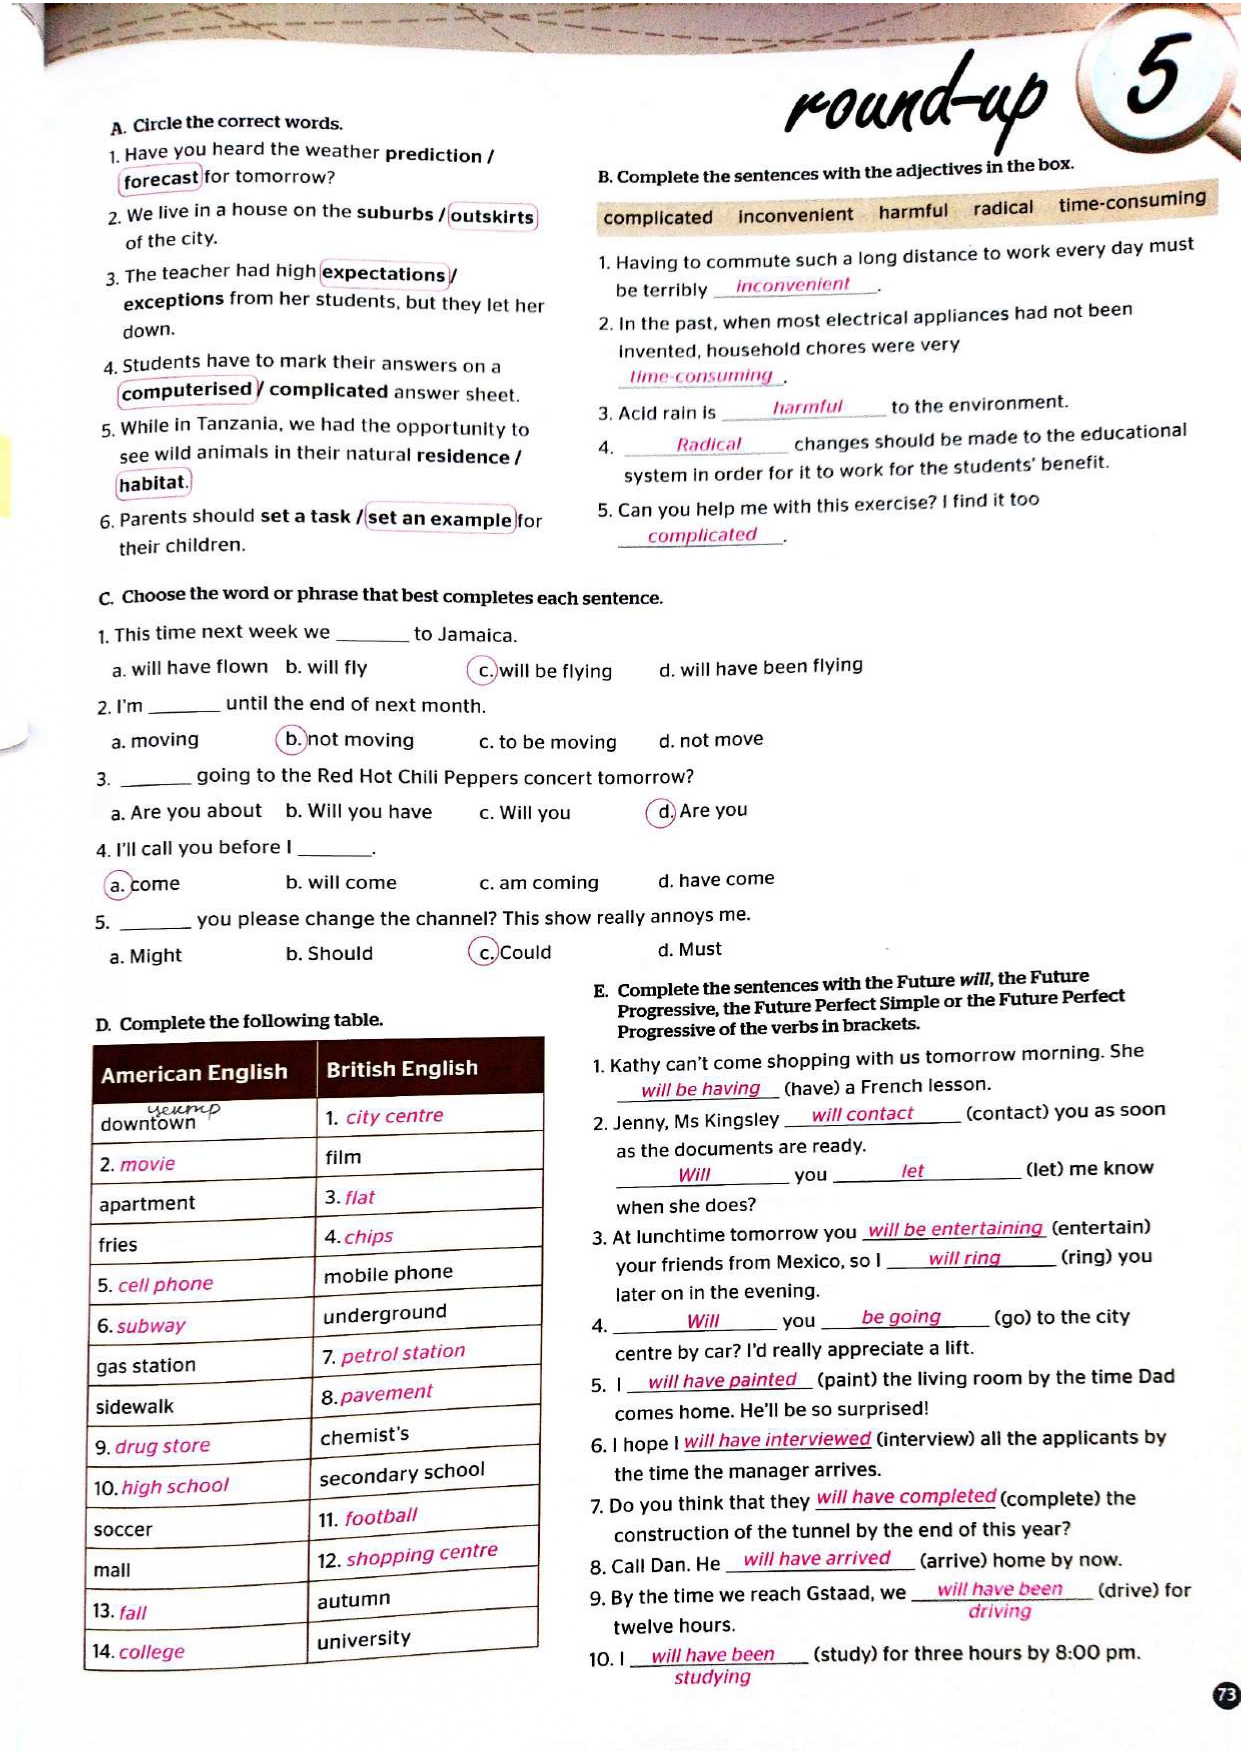 round-up 5
A. Circle the correct words.
1. Have you heard the weather prediction /
forecast for tomorrow?
2. We live in a house on the suburbs / outskirts
of the city.
3. The teacher had high expectations /
exceptions from her students, but they let her
down.
4. Students have to mark their answers on a
computerised / complicated answer sheet.
5. While in Tanzania, we had the opportunity to
see wild animals in their natural residence /
habitat.
6. Parents should set a task / set an example for
their children.
B. Complete the sentences with the adjectives in the box.
complicated inconvenient harmful radical time-consuming
1. Having to commute such a long distance to work every day must
be terribly inconvenient.
2. In the past, when most electrical appliances had not been
invented, household chores were very
time-consuming.
3. Acid rain is harmful to the environment.
4. Radical changes should be made to the educational
system in order for it to work for the students' benefit.
5. Can you help me with this exercise? I find it too
complicated.
C. Choose the word or phrase that best completes each sentence.
1. This time next week we ______ to Jamaica.
a. will have flown b. will fly c. will be flying d. will have been flying
2. I'm ______ until the end of next month.
a. moving b. not moving c. to be moving d. not move
3. ______ going to the Red Hot Chili Peppers concert tomorrow?
a. Are you about b. Will you have c. Will you d. Are you
4. I'll call you before I ______.
a. come b. will come c. am coming d. have come
5. ______ you please change the channel? This show really annoys me.
a. Might b. Should c. Could d. Must
D. Complete the following table.
American English British English
downtown 1. city centre
2. movie film
apartment 3. flat
fries 4. chips
5. cell phone mobile phone
6. subway underground
gas station 7. petrol station
sidewalk 8. pavement
9. drug store chemist's
10. high school secondary school
soccer 11. football
mall 12. shopping centre
13. fall autumn
14. college university
E. Complete the sentences with the Future will, the Future
Progressive, the Future Perfect Simple or the Future Perfect
Progressive of the verbs in brackets.
1. Kathy can't come shopping with us tomorrow morning. She
will be having (have) a French lesson.
2. Jenny, Ms Kingsley will contact (contact) you as soon
as the documents are ready.
Will you let (let) me know
when she does?
3. At lunchtime tomorrow you will be entertaining (entertain)
your friends from Mexico, so I will ring (ring) you
later on in the evening.
4. Will you be going (go) to the city
centre by car? I'd really appreciate a lift.
5. I will have painted (paint) the living room by the time Dad
comes home. He'll be so surprised!
6. I hope I will have interviewed (interview) all the applicants by
the time the manager arrives.
7. Do you think that they will have completed (complete) the
construction of the tunnel by the end of this year?
8. Call Dan. He will have arrived (arrive) home by now.
9. By the time we reach Gstaad, we will have been (drive) for
driving
twelve hours.
10. I will have been (study) for three hours by 8:00 pm.
studying
73